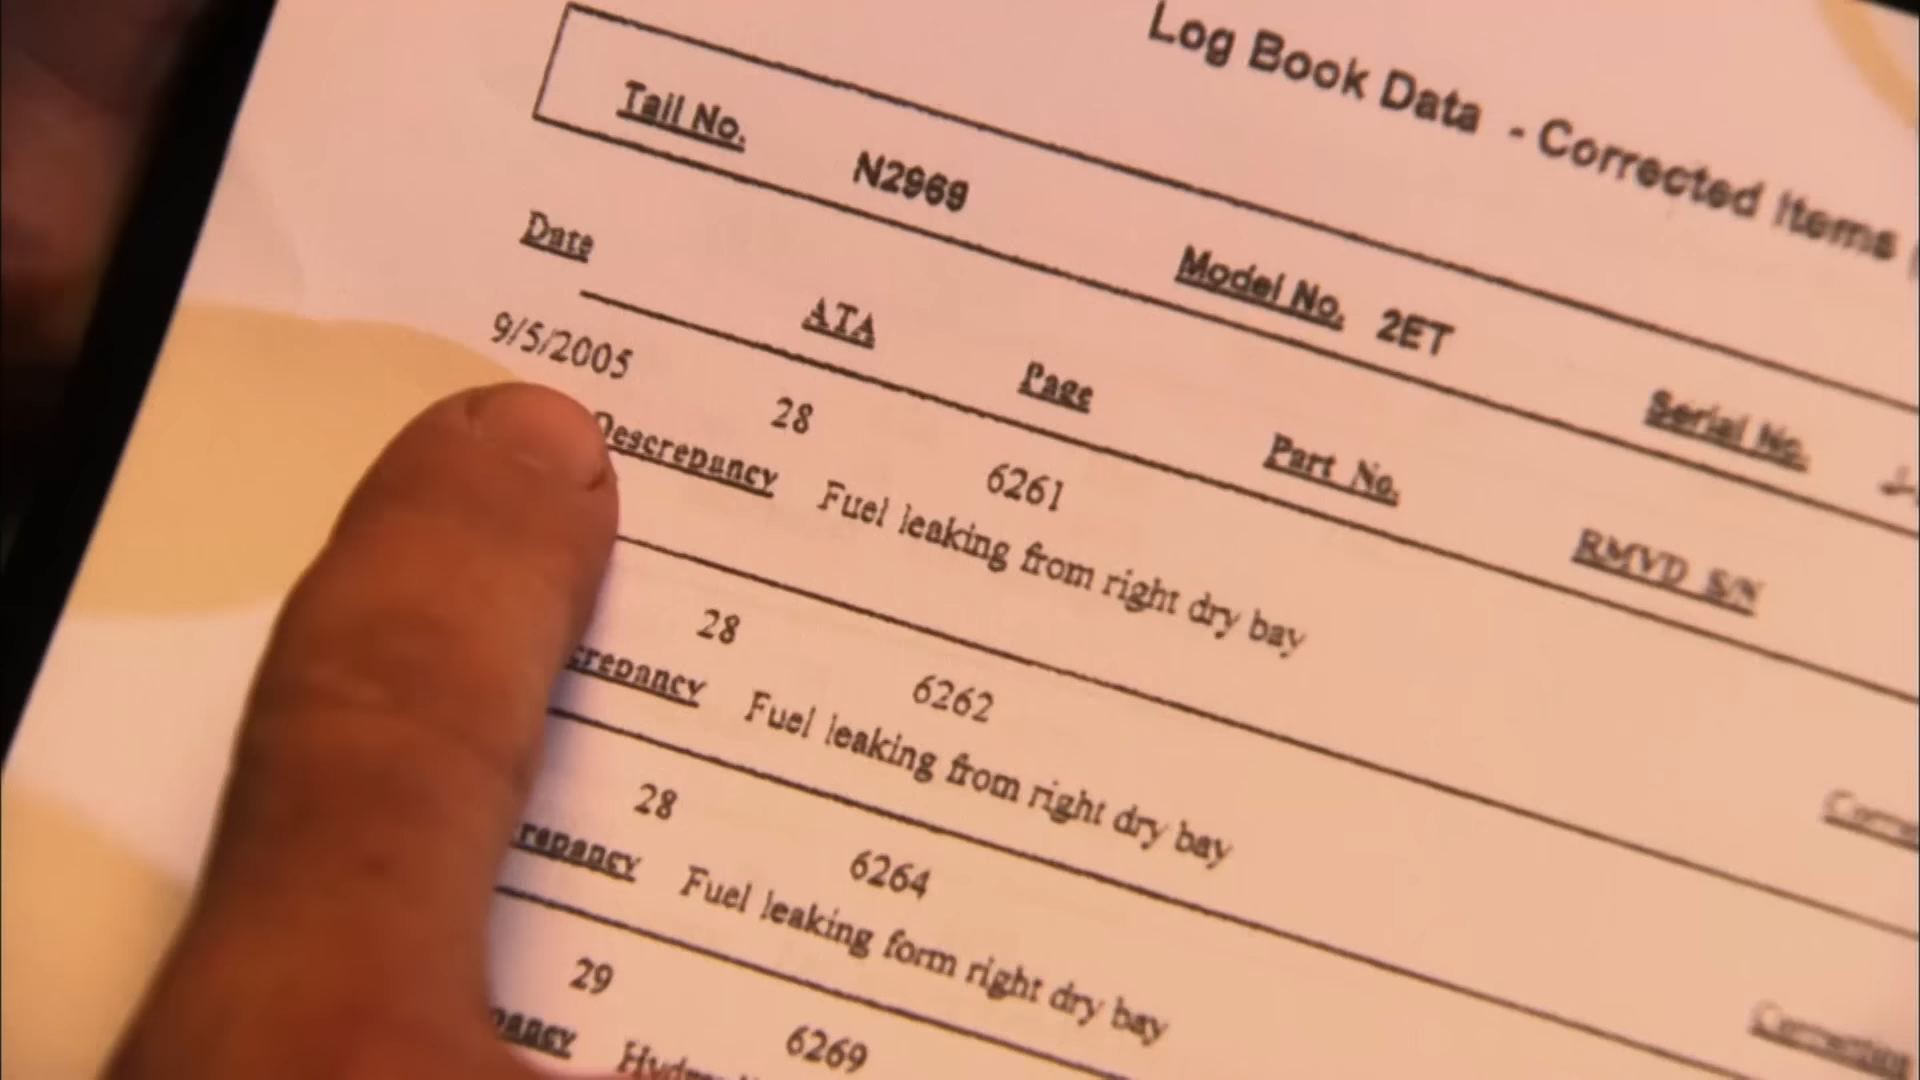 Log Book Data - Corrected Items
Tail No. N2969 Model No. 2ET Serial No.
Date ATA Page Part No. RMVD S/N
9/5/2005 28 6261
Descrepancy Fuel leaking from right dry bay
28 6262
crepancy Fuel leaking from right dry bay
28 6264
repancy Fuel leaking form right dry bay
29 6269
pancy